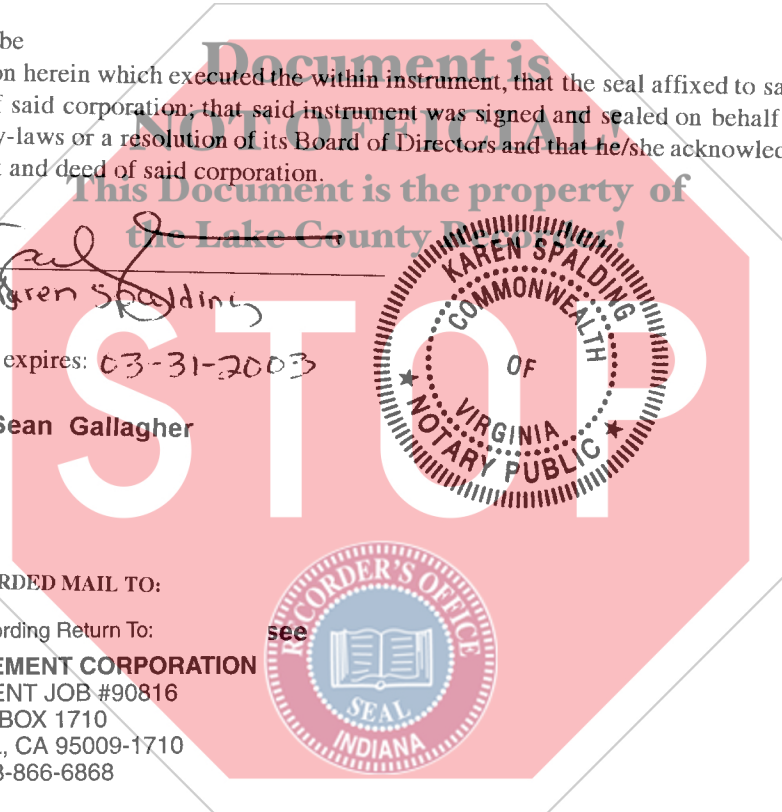 be
on herein which executed the within instrument, that the seal affixed to sa
f said corporation; that said instrument was signed and sealed on behalf
y-laws or a resolution of its Board of Directors and that he/she acknowled
t and deed of said corporation.
Document is
NOT OFFICIAL!
This Document is the property of
the Lake County Recorder!
aren Spalding
expires: 03-31-2003
Sean Gallagher
STOP
KAREN SPALDING
COMMONWEALTH
OF
VIRGINIA
NOTARY PUBLIC
RDED MAIL TO:
ording Return To: see
EMENT CORPORATION
ENT JOB #90816
BOX 1710
, CA 95009-1710
8-866-6868
RECORDER'S OFFICE
SEAL
INDIANA